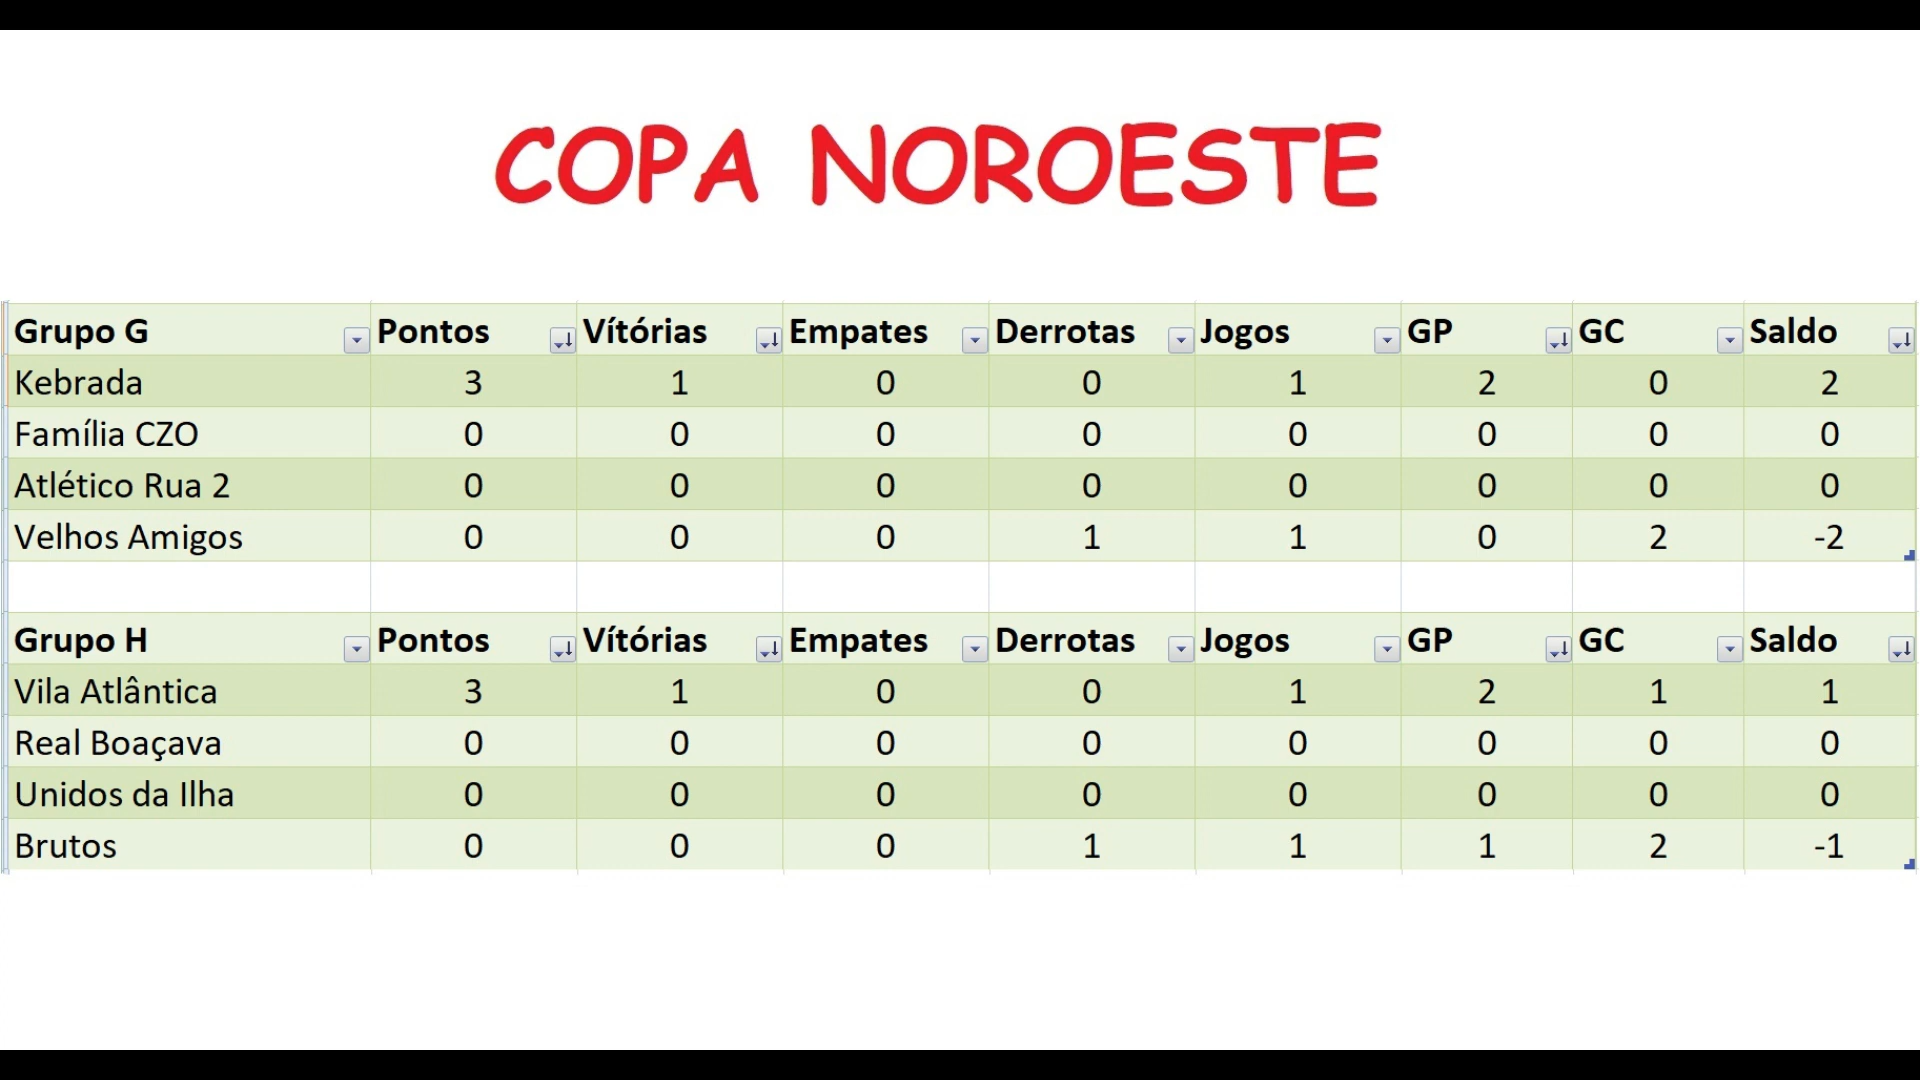 COPA NOROESTE
Grupo G Pontos Vítórias Empates Derrotas Jogos GP GC Saldo
Kebrada 3 1 0 0 1 2 0 2
Família CZO 0 0 0 0 0 0 0 0
Atlético Rua 2 0 0 0 0 0 0 0 0
Velhos Amigos 0 0 0 1 1 0 2 -2
Grupo H Pontos Vítórias Empates Derrotas Jogos GP GC Saldo
Vila Atlântica 3 1 0 0 1 2 1 1
Real Boaçava 0 0 0 0 0 0 0 0
Unidos da Ilha 0 0 0 0 0 0 0 0
Brutos 0 0 0 1 1 1 2 -1